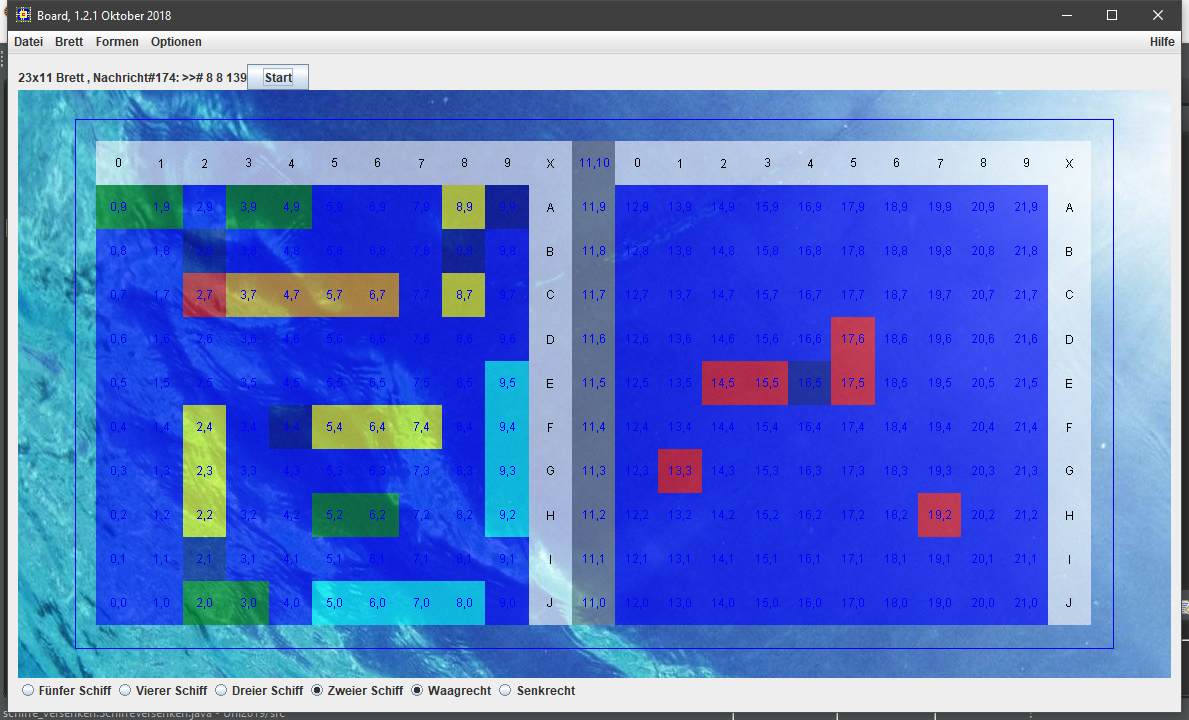 Board, 1.2.1 Oktober 2018
Datei Brett Formen Optionen Hilfe
23x11 Brett , Nachricht#174: >># 8 8 139 Start
0 1 2 3 4 5 6 7 8 9 X 11,10 0 1 2 3 4 5 6 7 8 9 X
0,9 1,9 2,9 3,9 4,9 5,9 6,9 7,9 8,9 9,9 A 11,9 12,9 13,9 14,9 15,9 16,9 17,9 18,9 19,9 20,9 21,9 A
0,8 1,8 2,8 3,8 4,8 5,8 6,8 7,8 8,8 9,8 B 11,8 12,8 13,8 14,8 15,8 16,8 17,8 18,8 19,8 20,8 21,8 B
0,7 1,7 2,7 3,7 4,7 5,7 6,7 7,7 8,7 9,7 C 11,7 12,7 13,7 14,7 15,7 16,7 17,7 18,7 19,7 20,7 21,7 C
0,6 1,6 2,6 3,6 4,6 5,6 6,6 7,6 8,6 9,6 D 11,6 12,6 13,6 14,6 15,6 16,6 17,6 18,6 19,6 20,6 21,6 D
0,5 1,5 2,5 3,5 4,5 5,5 6,5 7,5 8,5 9,5 E 11,5 12,5 13,5 14,5 15,5 16,5 17,5 18,5 19,5 20,5 21,5 E
0,4 1,4 2,4 3,4 4,4 5,4 6,4 7,4 8,4 9,4 F 11,4 12,4 13,4 14,4 15,4 16,4 17,4 18,4 19,4 20,4 21,4 F
0,3 1,3 2,3 3,3 4,3 5,3 6,3 7,3 8,3 9,3 G 11,3 12,3 13,3 14,3 15,3 16,3 17,3 18,3 19,3 20,3 21,3 G
0,2 1,2 2,2 3,2 4,2 5,2 6,2 7,2 8,2 9,2 H 11,2 12,2 13,2 14,2 15,2 16,2 17,2 18,2 19,2 20,2 21,2 H
0,1 1,1 2,1 3,1 4,1 5,1 6,1 7,1 8,1 9,1 I 11,1 12,1 13,1 14,1 15,1 16,1 17,1 18,1 19,1 20,1 21,1 I
0,0 1,0 2,0 3,0 4,0 5,0 6,0 7,0 8,0 9,0 J 11,0 12,0 13,0 14,0 15,0 16,0 17,0 18,0 19,0 20,0 21,0 J
Fünfer Schiff Vierer Schiff Dreier Schiff Zweier Schiff Waagrecht Senkrecht